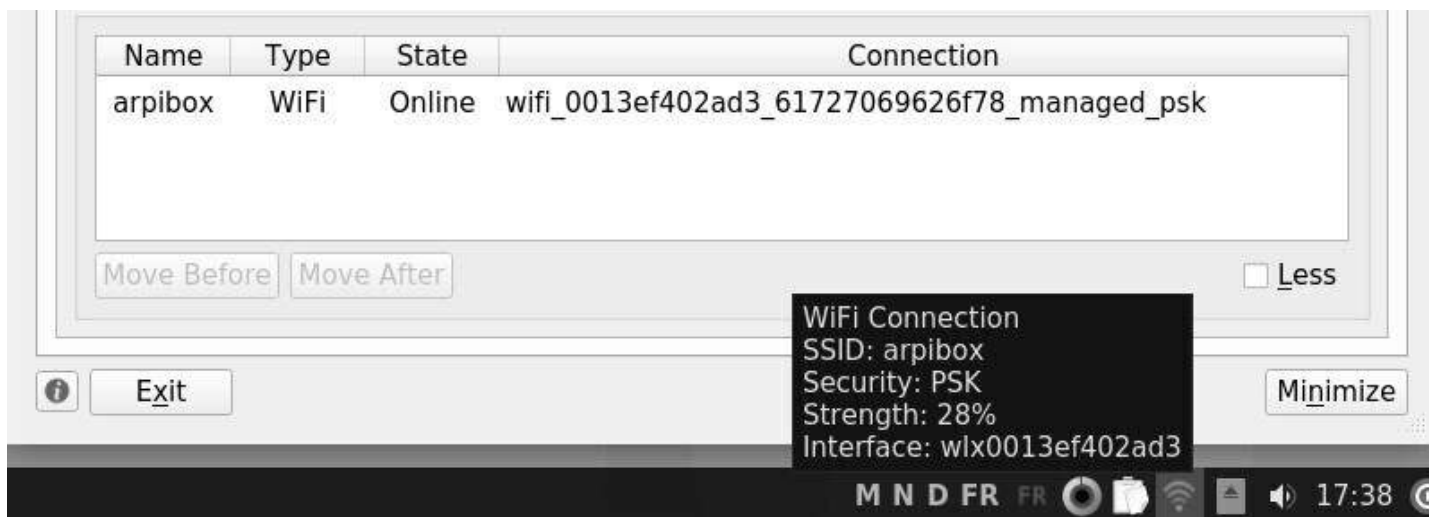 Name Type State Connection
arpibox WiFi Online wifi_0013ef402ad3_61727069626f78_managed_psk
Move Before Move After Less
WiFi Connection
SSID: arpibox
Security: PSK
Strength: 28%
Interface: wlx0013ef402ad3
Exit Minimize
M N D FR FR 17:38